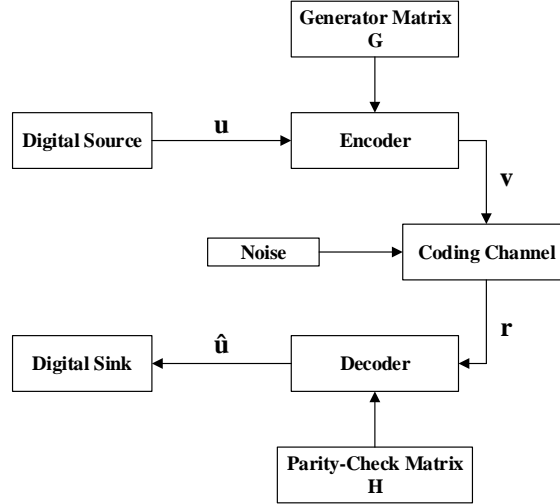 Generator Matrix
G
u
Digital Source
Encoder
v
Noise
Coding Channel
r
û
Digital Sink
Decoder
Parity-Check Matrix
H